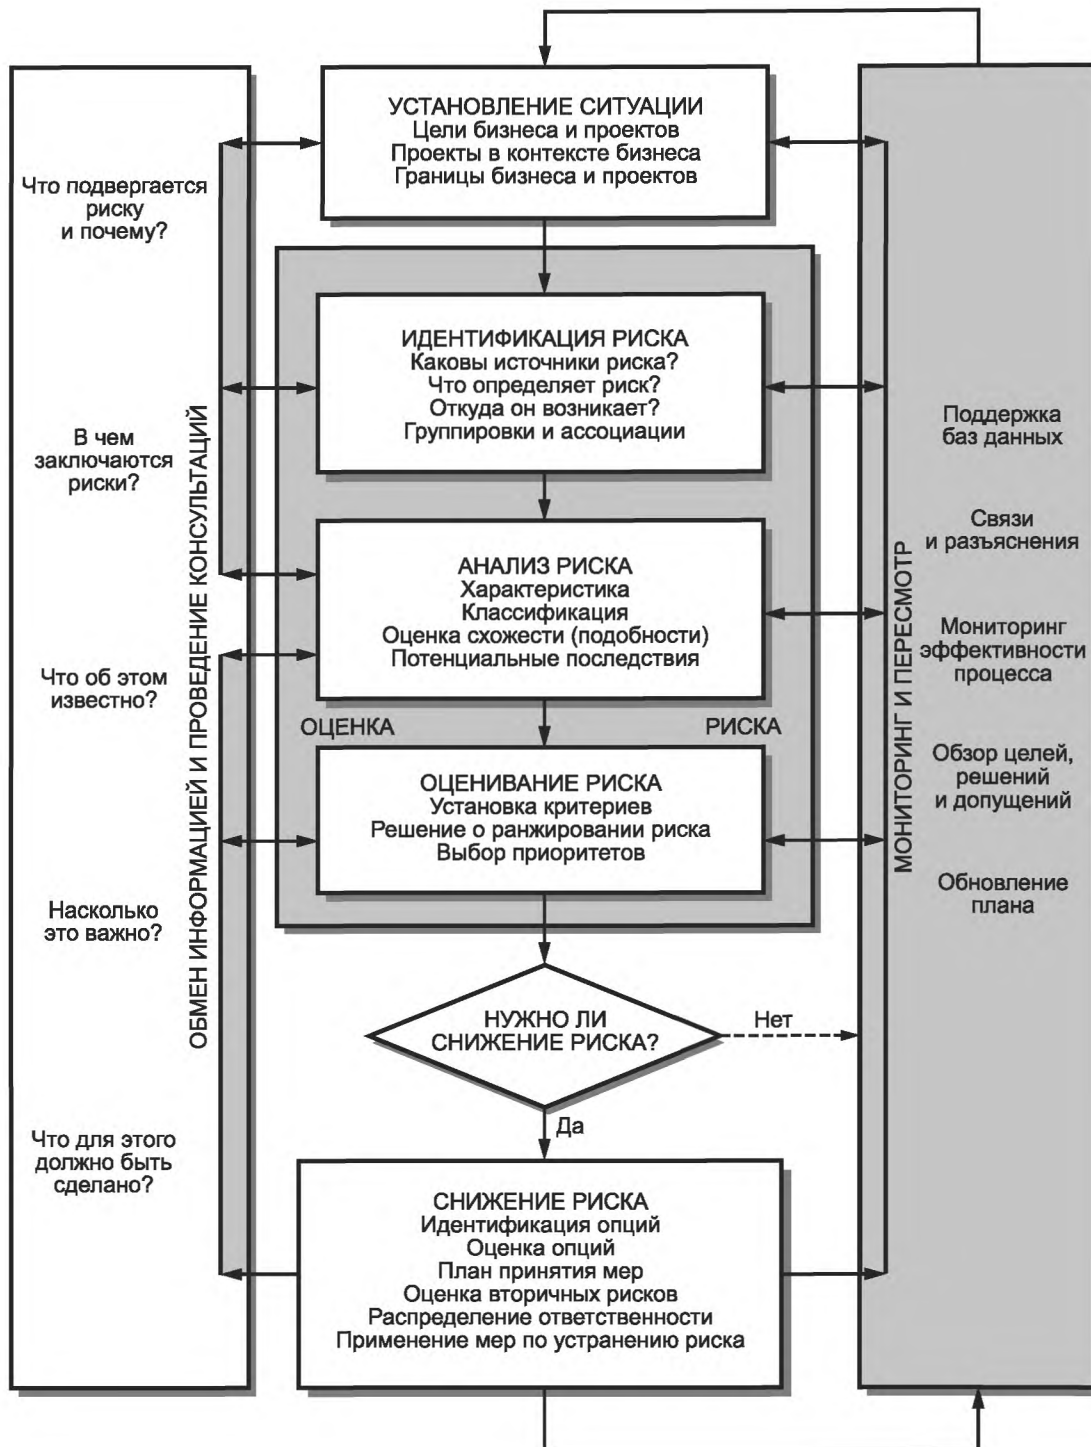 УСТАНОВЛЕНИЕ СИТУАЦИИ
Цели бизнеса и проектов
Проекты в контексте бизнеса
Границы бизнеса и проектов
Что подвергается
риску
и почему?
В чем
заключаются
риски?
Что об этом
известно?
Насколько
это важно?
Что для этого
должно быть
сделано?
ОБМЕН ИНФОРМАЦИЕЙ И ПРОВЕДЕНИЕ КОНСУЛЬТАЦИЙ
ИДЕНТИФИКАЦИЯ РИСКА
Каковы источники риска?
Что определяет риск?
Откуда он возникает?
Группировки и ассоциации
АНАЛИЗ РИСКА
Характеристика
Классификация
Оценка схожести (подобности)
Потенциальные последствия
ОЦЕНКА РИСКА
ОЦЕНИВАНИЕ РИСКА
Установка критериев
Решение о ранжировании риска
Выбор приоритетов
НУЖНО ЛИ
СНИЖЕНИЕ РИСКА?
Нет
Да
СНИЖЕНИЕ РИСКА
Идентификация опций
Оценка опций
План принятия мер
Оценка вторичных рисков
Распределение ответственности
Применение мер по устранению риска
МОНИТОРИНГ И ПЕРЕСМОТР
Поддержка
баз данных
Связи
и разъяснения
Мониторинг
эффективности
процесса
Обзор целей,
решений
и допущений
Обновление
плана